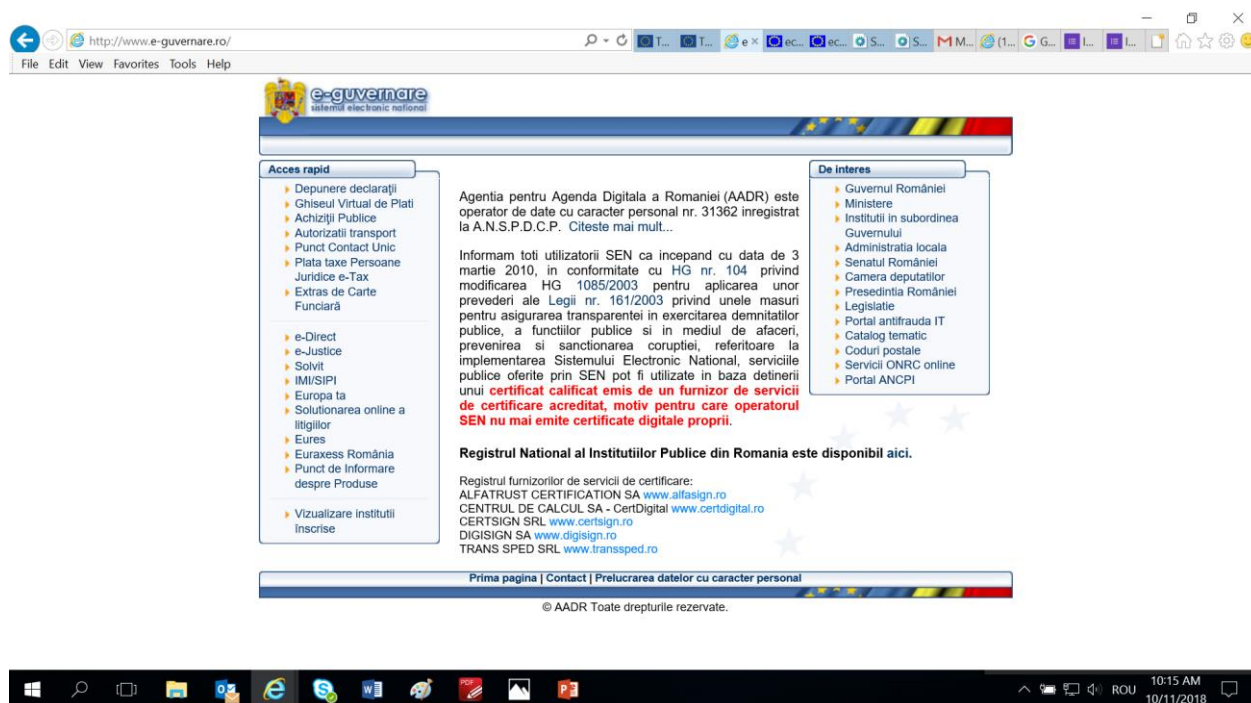 http://www.e-guvernare.ro/
T...
T...
e
ec...
ec...
S...
S...
M...
(1...
G...
I...
I...
File Edit View Favorites Tools Help
e-guvernare
sistemul electronic national
Acces rapid
Depunere declaraţii
Ghiseul Virtual de Plati
Achiziţii Publice
Autorizatii transport
Punct Contact Unic
Plata taxe Persoane
Juridice e-Tax
Extras de Carte
Funciară
e-Direct
e-Justice
Solvit
IMI/SIPI
Europa ta
Solutionarea online a
litigiilor
Eures
Euraxess România
Punct de Informare
despre Produse
Vizualizare institutii
înscrise
Agentia pentru Agenda Digitala a Romaniei (AADR) este
operator de date cu caracter personal nr. 31362 inregistrat
la A.N.S.P.D.C.P. Citeste mai mult...
Informam toti utilizatorii SEN ca incepand cu data de 3
martie 2010, in conformitate cu HG nr. 104 privind
modificarea HG 1085/2003 pentru aplicarea unor
prevederi ale Legii nr. 161/2003 privind unele masuri
pentru asigurarea transparentei in exercitarea demnitatilor
publice, a functiilor publice si in mediul de afaceri,
prevenirea si sanctionarea coruptiei, referitoare la
implementarea Sistemului Electronic National, serviciile
publice oferite prin SEN pot fi utilizate in baza detinerii
unui certificat calificat emis de un furnizor de servicii
de certificare acreditat, motiv pentru care operatorul
SEN nu mai emite certificate digitale proprii.
Registrul National al Institutiilor Publice din Romania este disponibil aici.
Registrul furnizorilor de servicii de certificare:
ALFATRUST CERTIFICATION SA www.alfasign.ro
CENTRUL DE CALCUL SA - CertDigital www.certdigital.ro
CERTSIGN SRL www.certsign.ro
DIGISIGN SA www.digisign.ro
TRANS SPED SRL www.transsped.ro
De interes
Guvernul României
Ministere
Institutii in subordinea
Guvernului
Administratia locala
Senatul României
Camera deputatilor
Presedintia României
Legislatie
Portal antifrauda IT
Catalog tematic
Coduri postale
Servicii ONRC online
Portal ANCPI
Prima pagina | Contact | Prelucrarea datelor cu caracter personal
© AADR Toate drepturile rezervate.
ROU
10:15 AM
10/11/2018